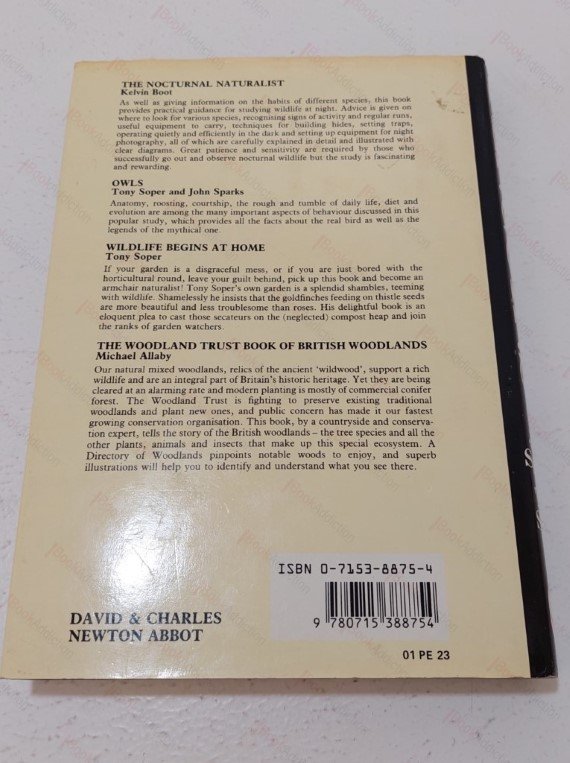 THE NOCTURNAL NATURALIST
Kelvin Boot
As well as giving information on the habits of different species, this book
provides practical guidance for studying wildlife at night. Advice is given on
where to look for various species, recognising signs of activity and regular runs,
useful equipment to carry, techniques for building hides, setting traps,
operating quietly and efficiently in the dark and setting up equipment for night
photography, all of which are carefully explained in detail and illustrated with
clear diagrams. Great patience and sensitivity are required by those who
successfully go out and observe nocturnal wildlife but the study is fascinating
and rewarding.
OWLS
Tony Soper and John Sparks
Anatomy, roosting, courtship, the rough and tumble of daily life, diet and
evolution are among the many important aspects of behaviour discussed in this
popular study, which provides all the facts about the real bird as well as the
legends of the mythical one.
WILDLIFE BEGINS AT HOME
Tony Soper
If your garden is a disgraceful mess, or if you are just bored with the
horticultural round, leave your guilt behind, pick up this book and become an
armchair naturalist! Tony Soper's own garden is a splendid shambles, teeming
with wildlife. Shamelessly he insists that the goldfinches feeding on thistle seeds
are more beautiful and less troublesome than roses. His delightful book is an
eloquent plea to cast those secateurs on the (neglected) compost heap and join
the ranks of garden watchers.
THE WOODLAND TRUST BOOK OF BRITISH WOODLANDS
Michael Allaby
Our natural mixed woodlands, relics of the ancient 'wildwood', support a rich
wildlife and are an integral part of Britain's historic heritage. Yet they are being
cleared at an alarming rate and modern planting is mostly of commercial conifer
forest. The Woodland Trust is fighting to preserve existing traditional
woodlands and plant new ones, and public concern has made it our fastest
growing conservation organisation. This book, by a countryside and conserva-
tion expert, tells the story of the British woodlands – the tree species and all the
other plants, animals and insects that make up this special ecosystem. A
Directory of Woodlands pinpoints notable woods to enjoy, and superb
illustrations will help you to identify and understand what you see there.
ISBN 0-7153-8875-4
9 780715 388754
DAVID & CHARLES
NEWTON ABBOT
01 PE 23
BookAddiction